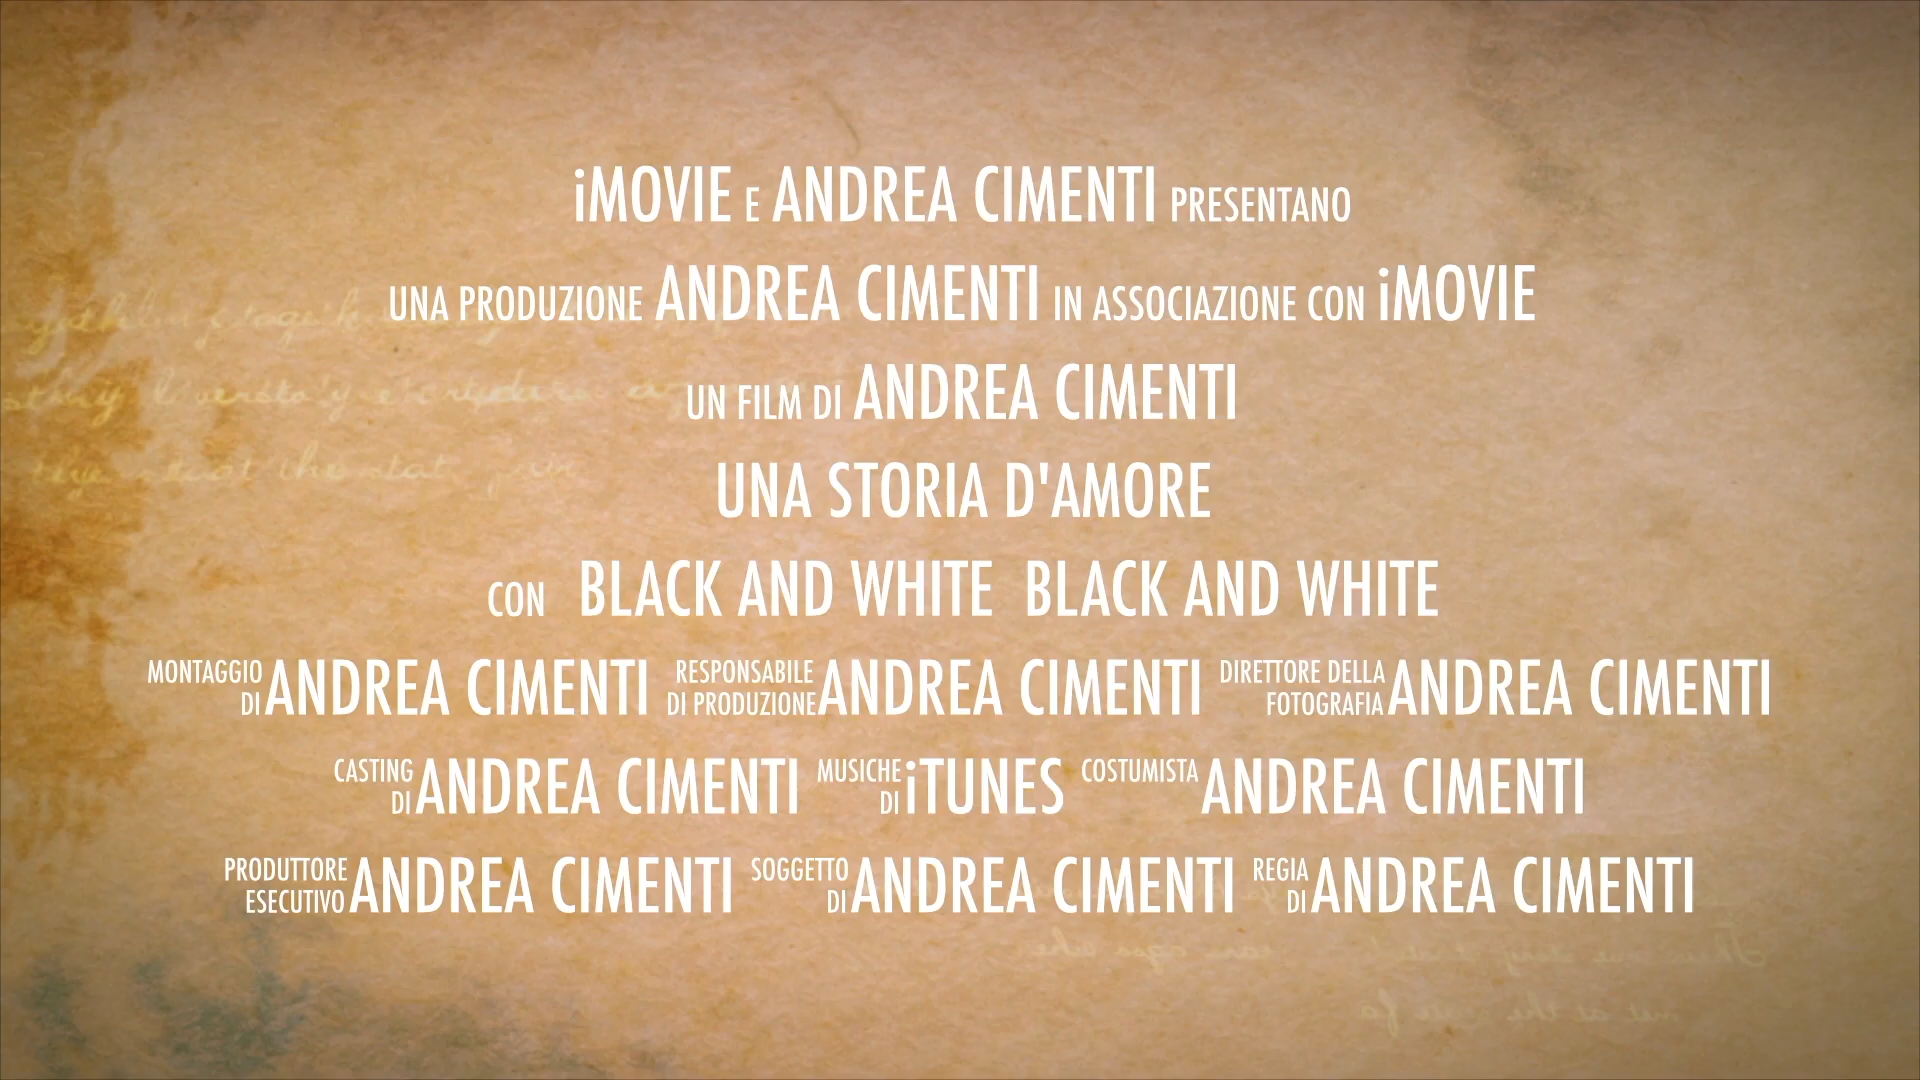 iMOVIE E ANDREA CIMENTI PRESENTANO
UNA PRODUZIONE ANDREA CIMENTI IN ASSOCIAZIONE CON iMOVIE
UN FILM DI ANDREA CIMENTI
UNA STORIA D'AMORE
CON BLACK AND WHITE BLACK AND WHITE
MONTAGGIO DI ANDREA CIMENTI RESPONSABILE DI PRODUZIONE ANDREA CIMENTI DIRETTORE DELLA FOTOGRAFIA ANDREA CIMENTI
CASTING DI ANDREA CIMENTI MUSICHE DI iTUNES COSTUMISTA ANDREA CIMENTI
PRODUTTORE ESECUTIVO ANDREA CIMENTI SOGGETTO DI ANDREA CIMENTI REGIA DI ANDREA CIMENTI